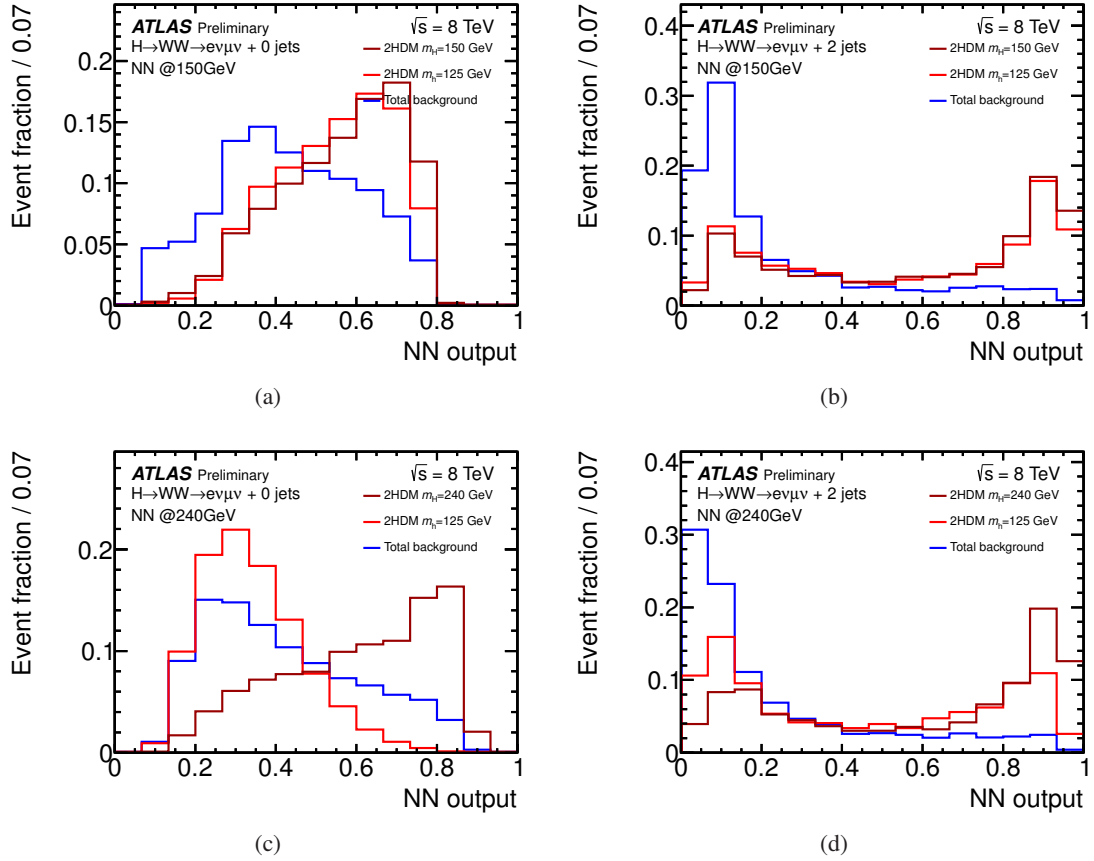 ATLAS Preliminary
√s = 8 TeV
H→WW→eνμν + 0 jets
NN @150GeV
2HDM m_H=150 GeV
2HDM m_h=125 GeV
Total background
Event fraction / 0.07
0.2
0.15
0.1
0.05
0
0 0.2 0.4 0.6 0.8 1
NN output
(a)
ATLAS Preliminary
√s = 8 TeV
H→WW→eνμν + 2 jets
NN @150GeV
2HDM m_H=150 GeV
2HDM m_h=125 GeV
Total background
Event fraction / 0.07
0.4
0.3
0.2
0.1
0
0 0.2 0.4 0.6 0.8 1
NN output
(b)
ATLAS Preliminary
√s = 8 TeV
H→WW→eνμν + 0 jets
NN @240GeV
2HDM m_H=240 GeV
2HDM m_h=125 GeV
Total background
Event fraction / 0.07
0.2
0.1
0
0 0.2 0.4 0.6 0.8 1
NN output
(c)
ATLAS Preliminary
√s = 8 TeV
H→WW→eνμν + 2 jets
NN @240GeV
2HDM m_H=240 GeV
2HDM m_h=125 GeV
Total background
Event fraction / 0.07
0.4
0.3
0.2
0.1
0
0 0.2 0.4 0.6 0.8 1
NN output
(d)